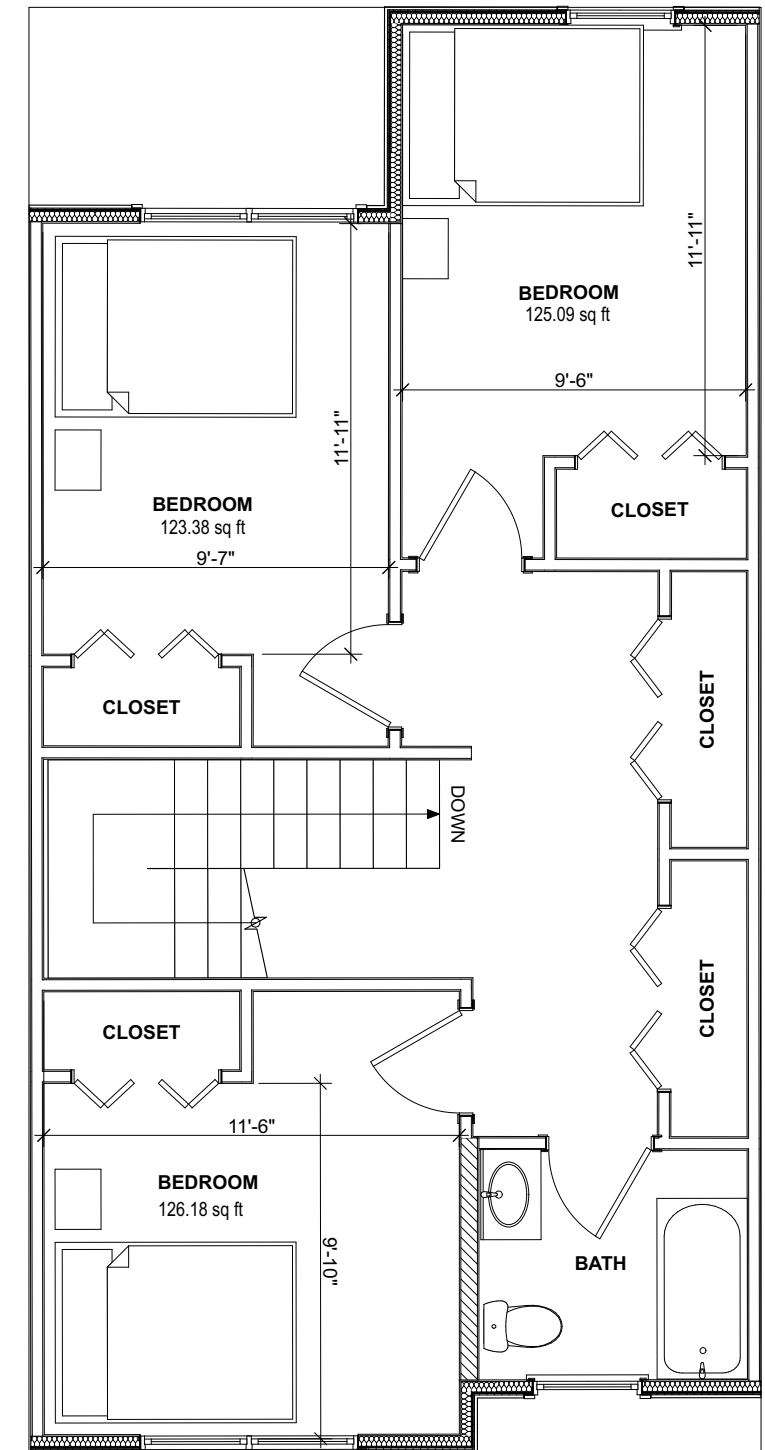 11'-11"
BEDROOM
125.09 sq ft
9'-6"
CLOSET
11'-11"
BEDROOM
123.38 sq ft
9'-7"
CLOSET
CLOSET
DOWN
CLOSET
CLOSET
11'-6"
BEDROOM
126.18 sq ft
9'-10"
BATH